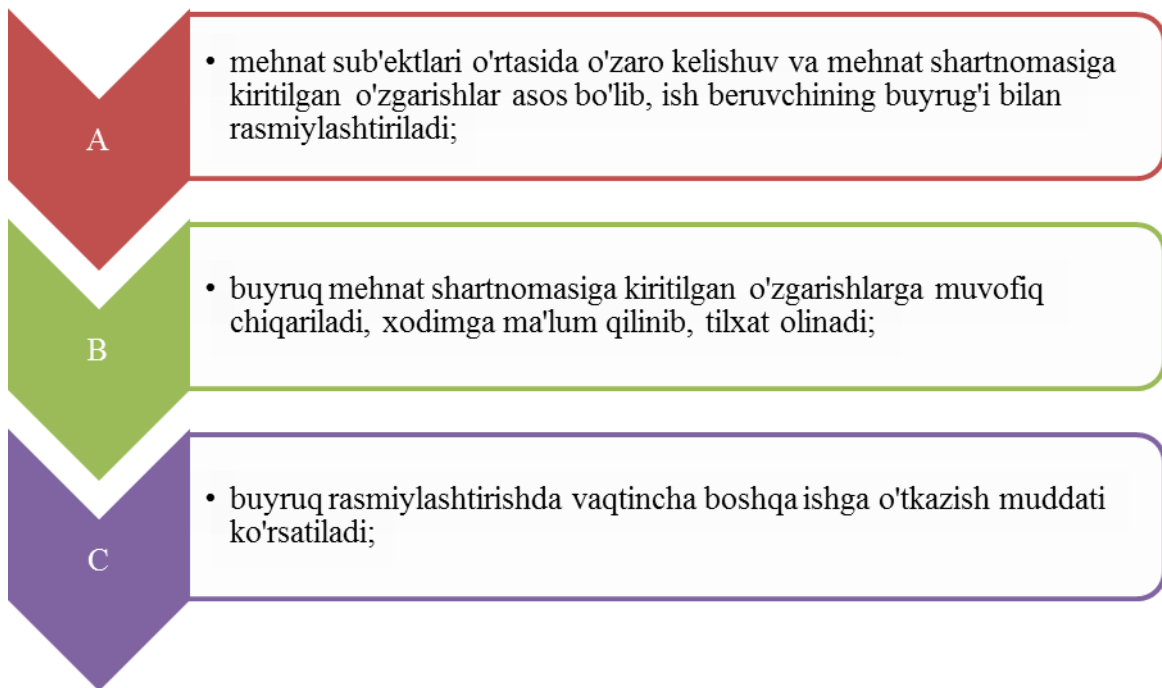 A
• mehnat sub'ektlari o'rtasida o'zaro kelishuv va mehnat shartnomasiga
kiritilgan o'zgarishlar asos bo'lib, ish beruvchining buyrug'i bilan
rasmiylashtiriladi;
B
• buyruq mehnat shartnomasiga kiritilgan o'zgarishlarga muvofiq
chiqariladi, xodimga ma'lum qilinib, tilxat olinadi;
C
• buyruq rasmiylashtirishda vaqtincha boshqa ishga o'tkazish muddati
ko'rsatiladi;